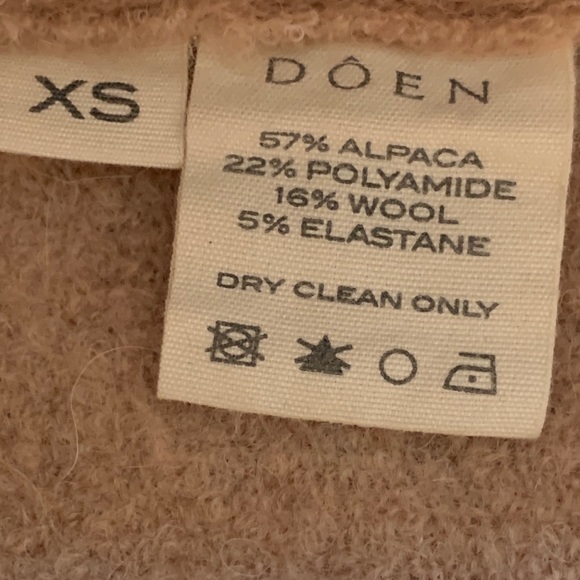 XS
DÔEN
57% ALPACA
22% POLYAMIDE
16% WOOL
5% ELASTANE
DRY CLEAN ONLY